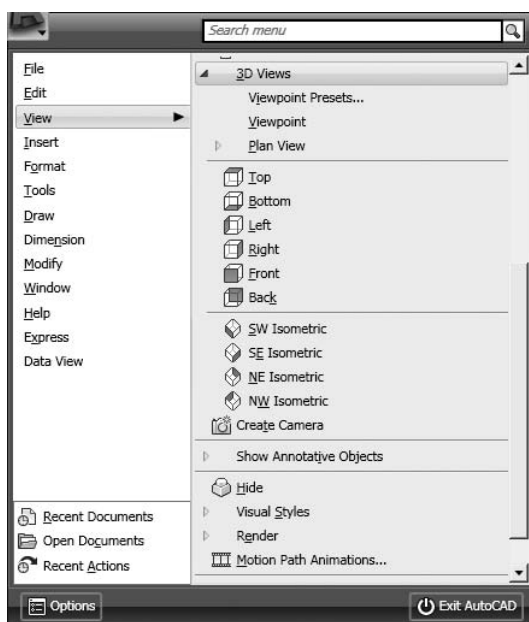 Search menu
File
Edit
View
Insert
Format
Tools
Draw
Dimension
Modify
Window
Help
Express
Data View
Recent Documents
Open Documents
Recent Actions
3D Views
Viewpoint Presets...
Viewpoint
Plan View
Top
Bottom
Left
Right
Front
Back
SW Isometric
SE Isometric
NE Isometric
NW Isometric
Create Camera
Show Annotative Objects
Hide
Visual Styles
Render
Motion Path Animations...
Options
Exit AutoCAD